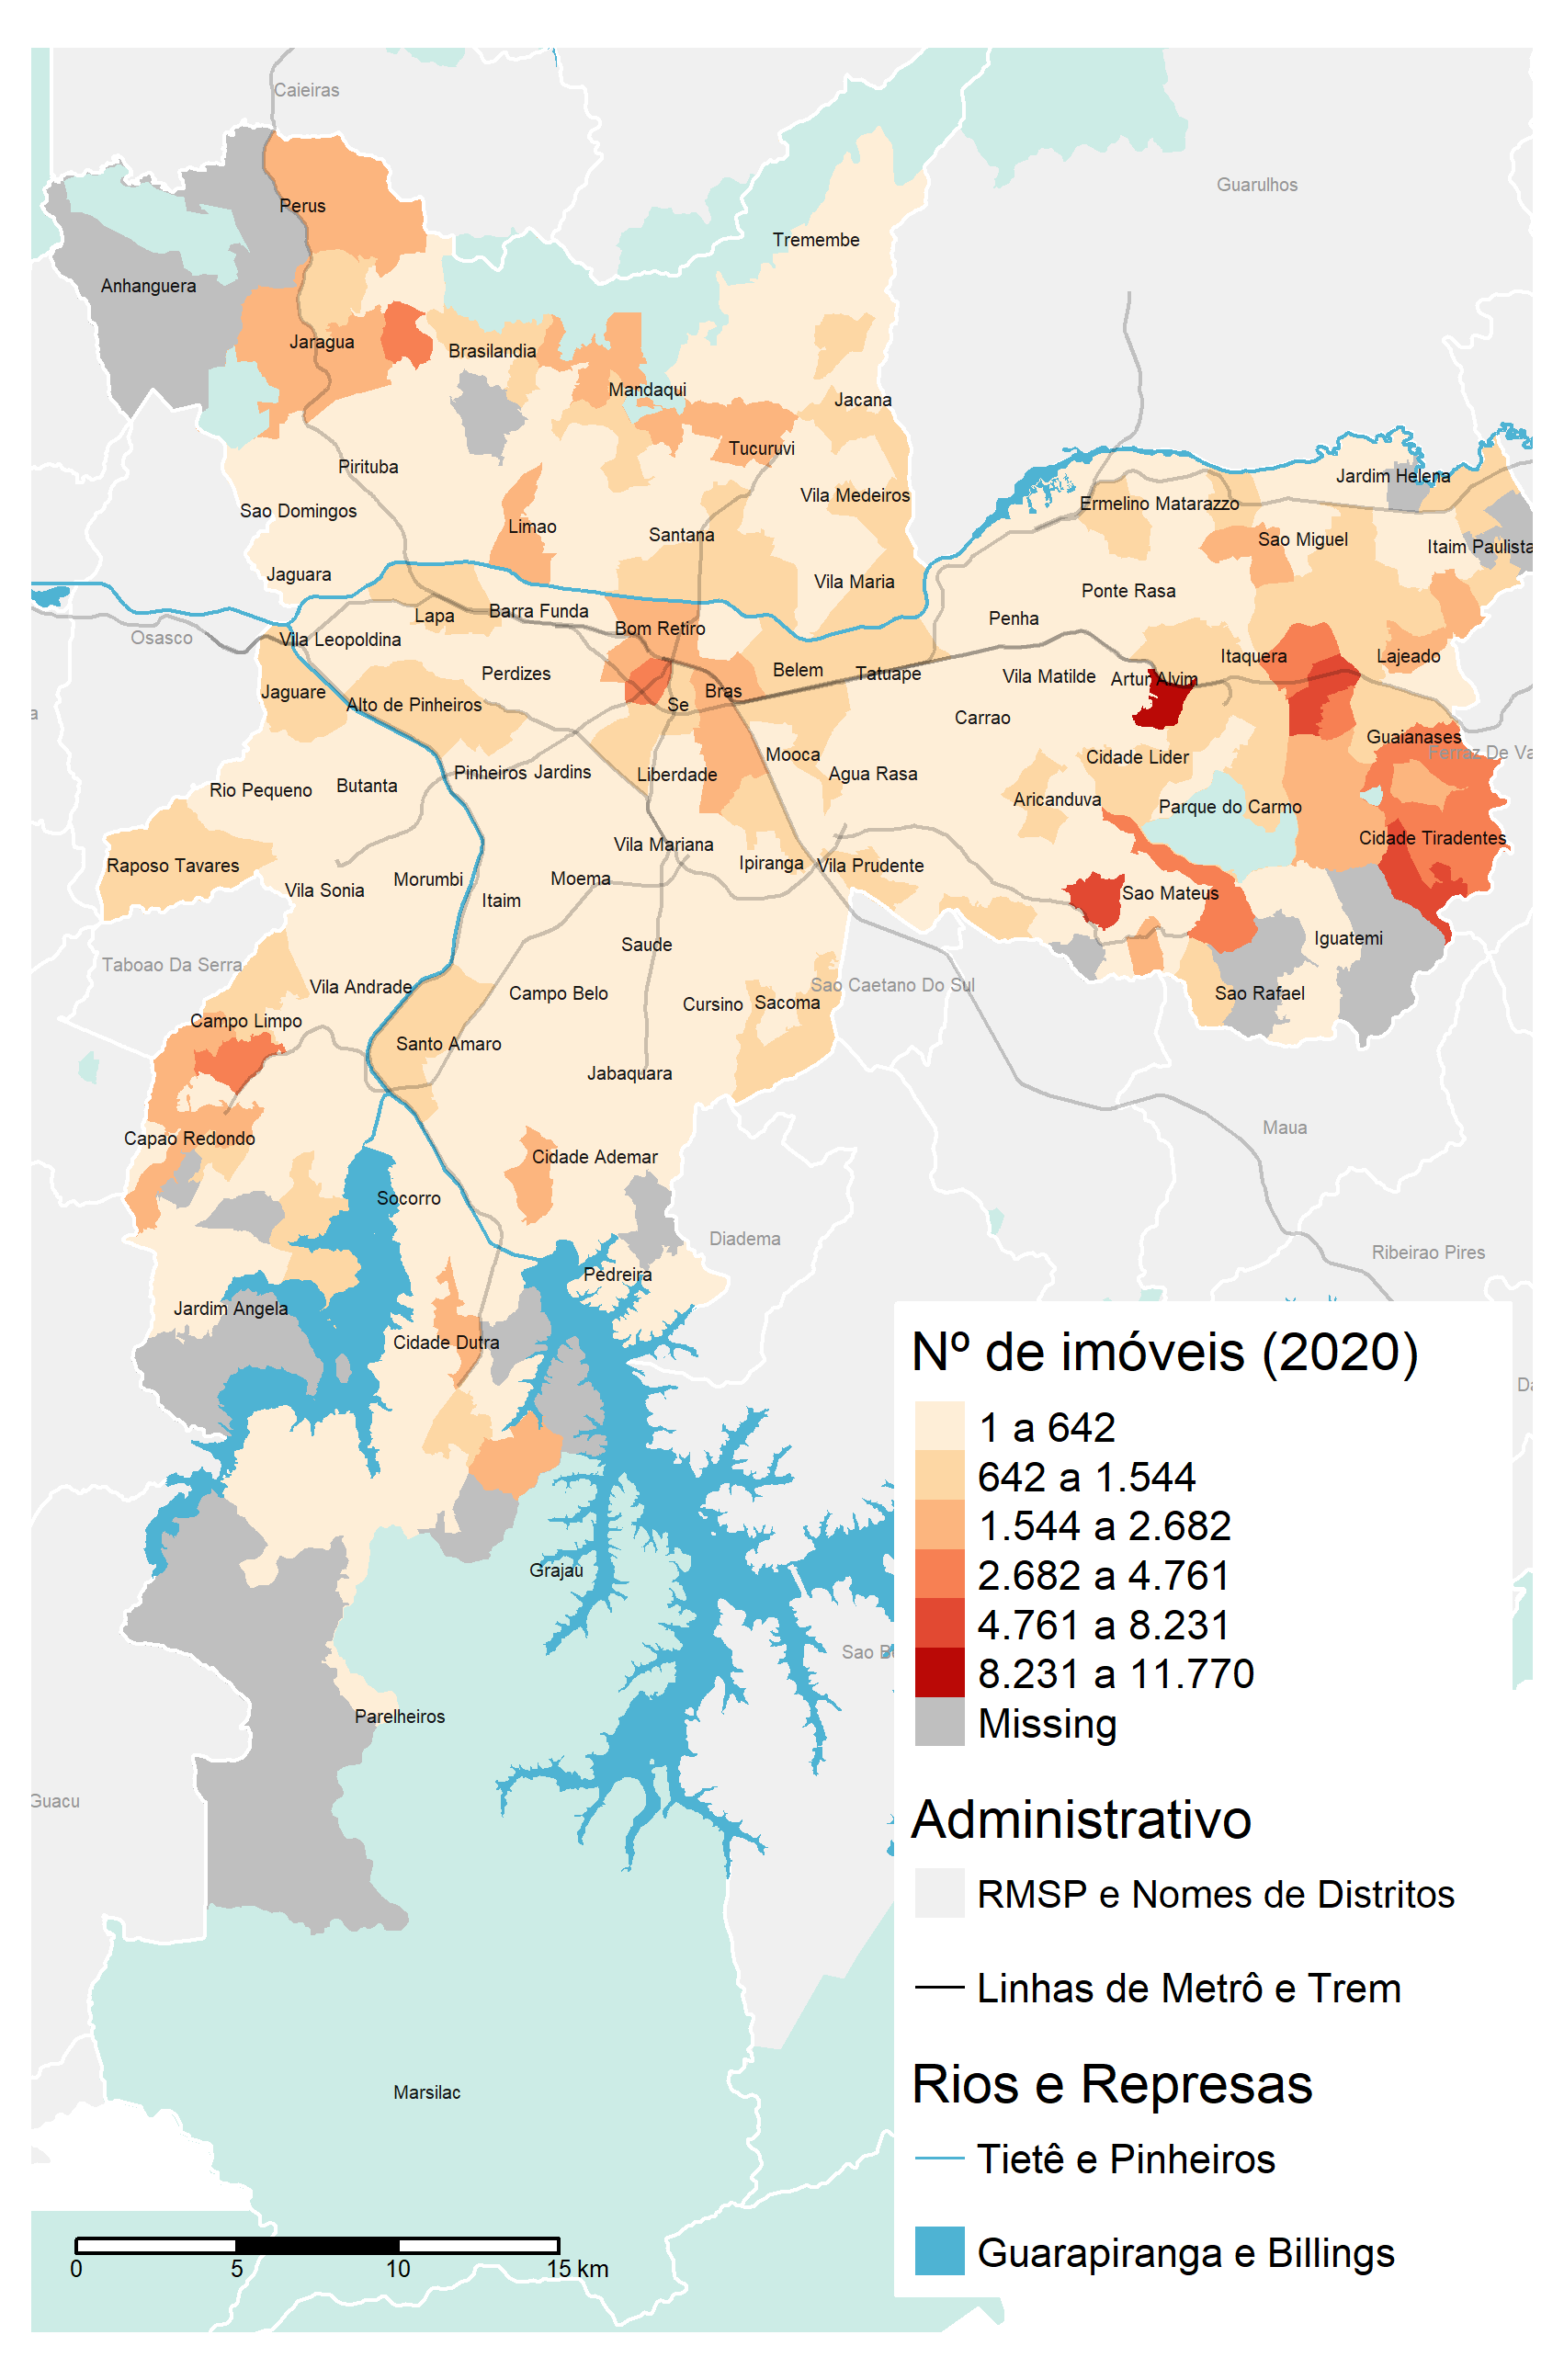 Caieiras
Guarulhos
Perus
Tremembe
Anhanguera
Jaragua
Brasilandia
Mandaqui
Jacana
Tucuruvi
Pirituba
Jardim Helena
Vila Medeiros
Ermelino Matarazzo
Sao Domingos
Limao
Santana
Sao Miguel
Itaim Paulista
Jaguara
Vila Maria
Ponte Rasa
Lapa
Barra Funda
Penha
Bom Retiro
Osasco
Vila Leopoldina
Itaquera
Lajeado
Perdizes
Belem
Tatuape
Vila Matilde
Artur Alvim
Jaguare
Bras
Alto de Pinheiros
Se
a
Carrao
Guaianases
Ferraz De Va
Mooca
Cidade Lider
Pinheiros
Jardins
Liberdade
Agua Rasa
Butanta
Rio Pequeno
Aricanduva
Parque do Carmo
Cidade Tiradentes
Vila Mariana
Raposo Tavares
Ipiranga
Vila Prudente
Morumbi
Moema
Vila Sonia
Sao Mateus
Itaim
Saude
Iguatemi
Taboao Da Serra
Vila Andrade
Sao Caetano Do Sul
Campo Belo
Sao Rafael
Cursino
Sacoma
Campo Limpo
Santo Amaro
Jabaquara
Maua
Capao Redondo
Cidade Ademar
Socorro
Diadema
Ribeirao Pires
Pedreira
Jardim Angela
Cidade Dutra
Nº de imóveis (2020)
Da
1 a 642
642 a 1.544
1.544 a 2.682
2.682 a 4.761
Grajau
4.761 a 8.231
Sao B
8.231 a 11.770
Parelheiros
Missing
Guacu
Administrativo
RMSP e Nomes de Distritos
Linhas de Metrô e Trem
Rios e Represas
Marsilac
Tietê e Pinheiros
Guarapiranga e Billings
0 5 10 15 km